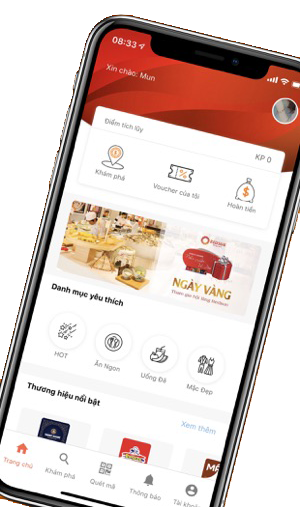 08:33
Xin chào: Mun
Điểm tích lũy
KP 0
Khám phá
Voucher của tôi
Hoàn tiền
NGÀY VÀNG
Danh mục yêu thích
HOT
Ăn Ngon
Uống Đã
Mặc Đẹp
Thương hiệu nổi bật
Xem thêm
Trang chủ
Khám phá
Quét mã
Thông báo
Tài khoản